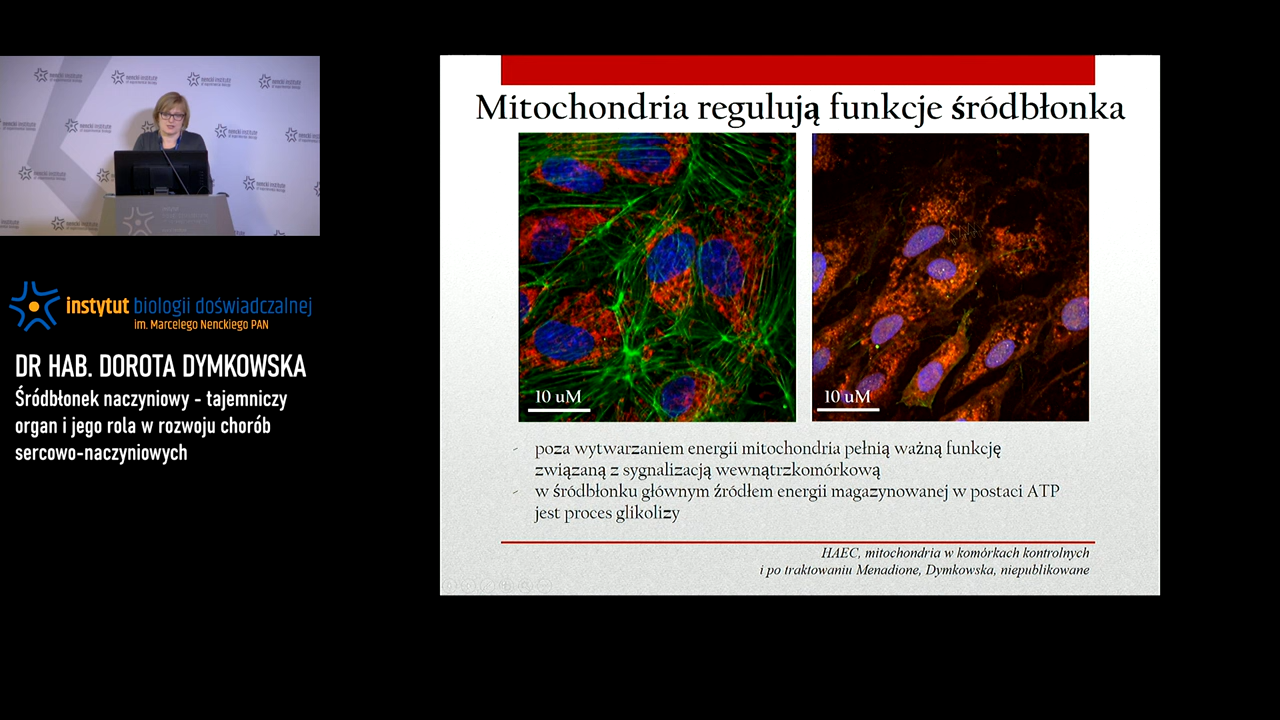 instytut biologii doświadczalnej
im. Marcelego Nenckiego PAN
DR HAB. DOROTA DYMKOWSKA
Śródbłonek naczyniowy - tajemniczy
organ i jego rola w rozwoju chorób
sercowo-naczyniowych
Mitochondria regulują funkcje śródbłonka
10 uM
10 uM
- poza wytwarzaniem energii mitochondria pełnią ważną funkcję
związaną z sygnalizacją wewnątrzkomórkową
- w śródbłonku głównym źródłem energii magazynowanej w postaci ATP
jest proces glikolizy
HAEC, mitochondria w komórkach kontrolnych
i po traktowaniu Menadione, Dymkowska, niepublikowane